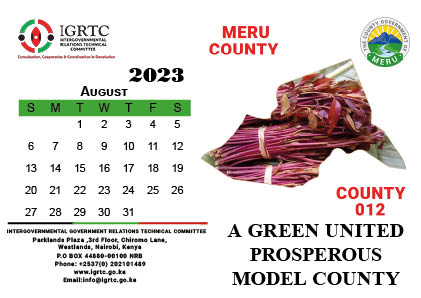 IGRTC
INTERGOVERNMENTAL
RELATIONS TECHNICAL
COMMITTEE
Consultation, Cooperation & Coordination in Devolution
2023
AUGUST
S M T W T F S
1 2 3 4 5
6 7 8 9 10 11 12
13 14 15 16 17 18 19
20 21 22 23 24 25 26
27 28 29 30 31
INTERGOVERNMENTAL GOVERNMENT RELATIONS TECHNICAL COMMITTEE
Parklands Plaza ,3rd Floor, Chiromo Lane,
Westlands, Nairobi, Kenya
P.O BOX 44880-00100 NRB
Phone: +2537(0) 202101489
www.igrtc.go.ke
Email:info@igrtc.go.ke
MERU
COUNTY
THE COUNTY GOVERNMENT OF
MERU
COUNTY
012
A GREEN UNITED
PROSPEROUS
MODEL COUNTY